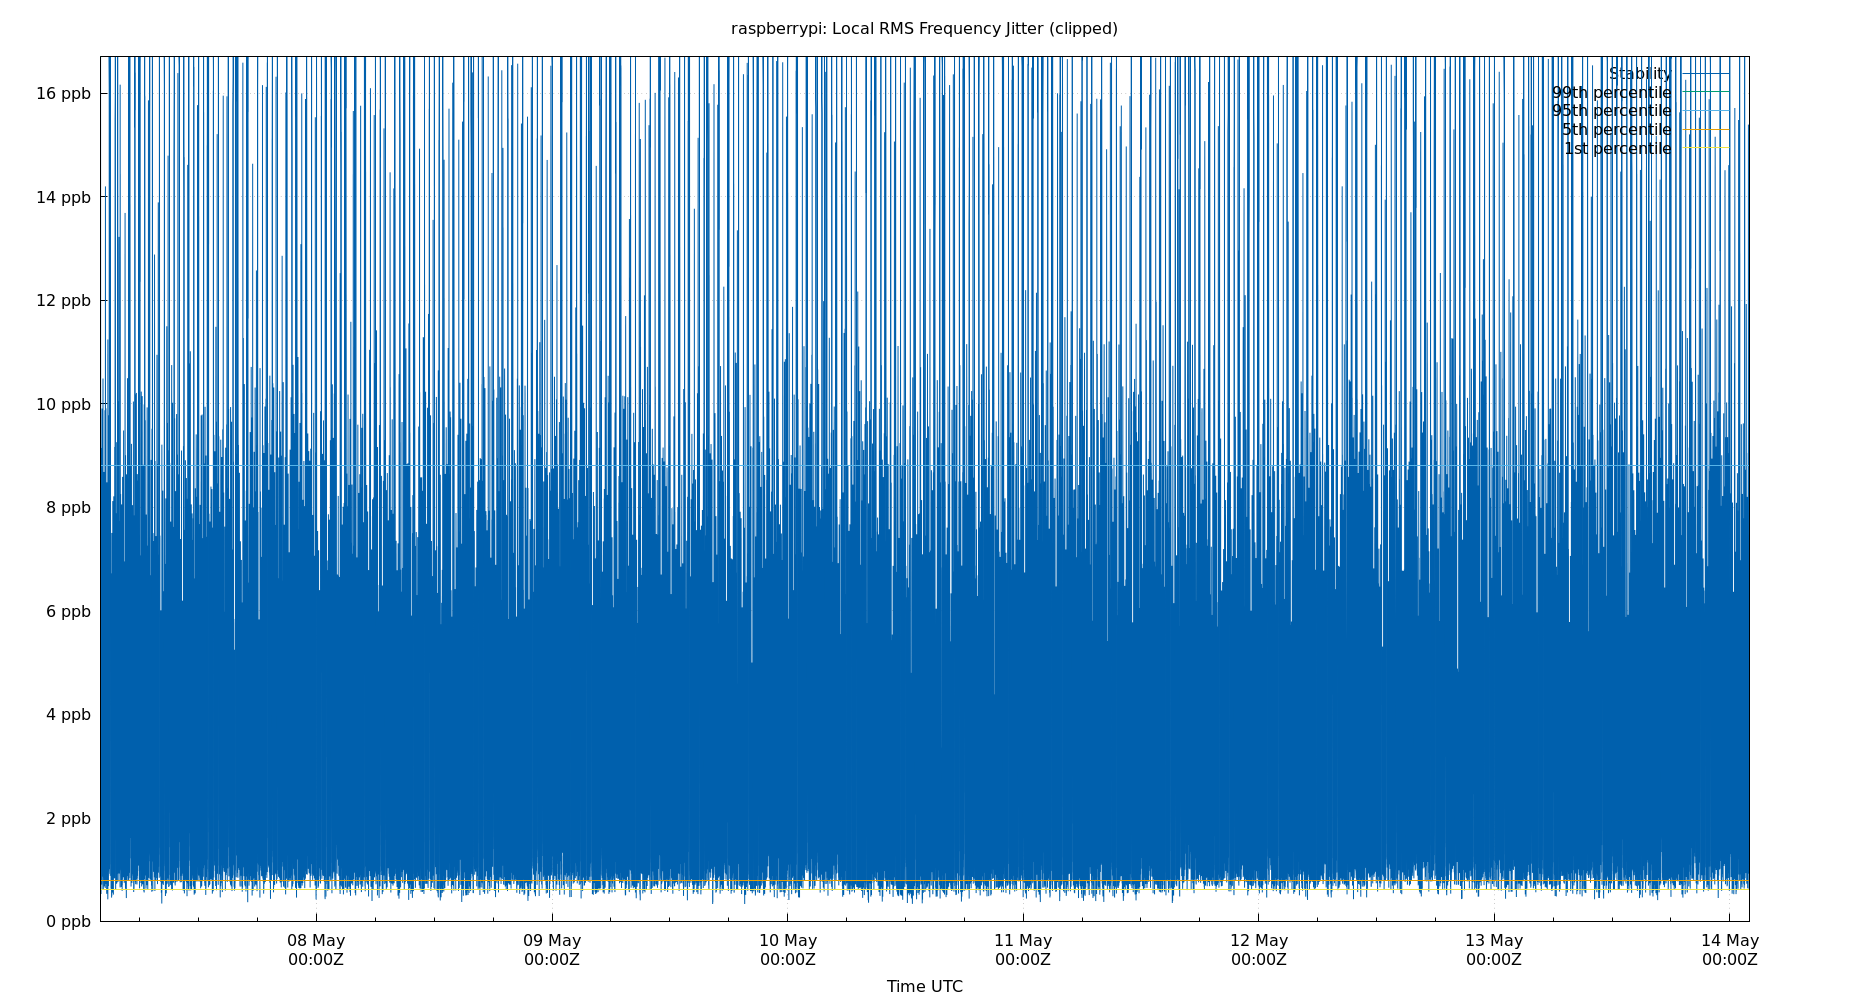 raspberrypi: Local RMS Frequency Jitter (clipped)
Stability
99th percentile
95th percentile
5th percentile
1st percentile
16 ppb
14 ppb
12 ppb
10 ppb
8 ppb
6 ppb
4 ppb
2 ppb
0 ppb
08 May 09 May 10 May 11 May 12 May 13 May 14 May
00:00Z 00:00Z 00:00Z 00:00Z 00:00Z 00:00Z 00:00Z
Time UTC